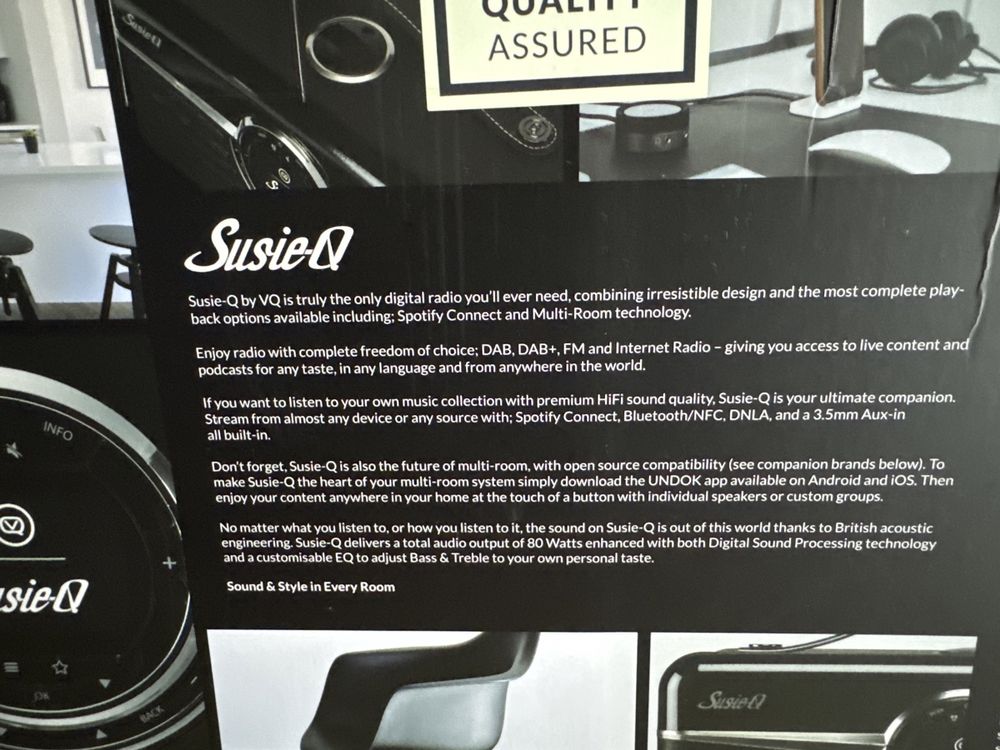 QUALITY
ASSURED
Susie-Q
Susie-Q
Susie-Q by VQ is truly the only digital radio you'll ever need, combining irresistible design and the most complete play-
back options available including; Spotify Connect and Multi-Room technology.
Enjoy radio with complete freedom of choice; DAB, DAB+, FM and Internet Radio – giving you access to live content and
podcasts for any taste, in any language and from anywhere in the world.
If you want to listen to your own music collection with premium HiFi sound quality, Susie-Q is your ultimate companion.
Stream from almost any device or any source with; Spotify Connect, Bluetooth/NFC, DNLA, and a 3.5mm Aux-in
all built-in.
Don't forget, Susie-Q is also the future of multi-room, with open source compatibility (see companion brands below). To
make Susie-Q the heart of your multi-room system simply download the UNDOK app available on Android and iOS. Then
enjoy your content anywhere in your home at the touch of a button with individual speakers or custom groups.
No matter what you listen to, or how you listen to it, the sound on Susie-Q is out of this world thanks to British acoustic
engineering. Susie-Q delivers a total audio output of 80 Watts enhanced with both Digital Sound Processing technology
and a customisable EQ to adjust Bass & Treble to your own personal taste.
Sound & Style in Every Room
INFO
sie-Q
OK
BACK
Susie-Q